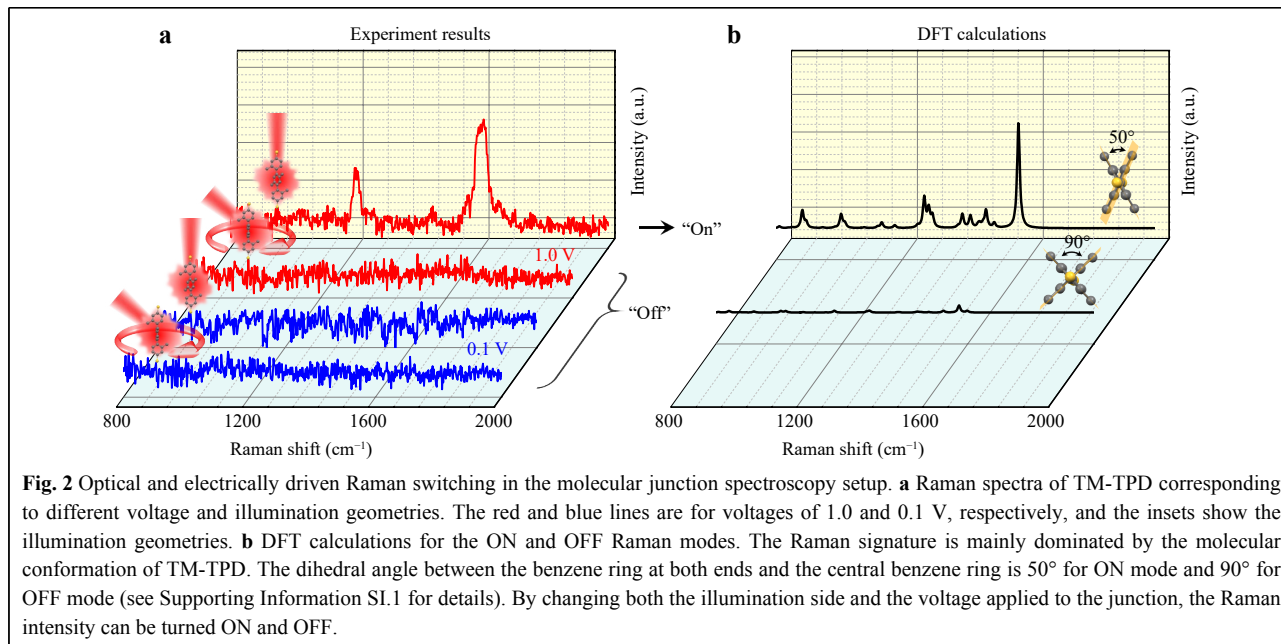 a
Experiment results
Intensity (a.u.)
1.0 V
0.1 V
“On”
“Off”
800
1200
1600
2000
Raman shift (cm⁻¹)
b
DFT calculations
Intensity (a.u.)
50°
90°
800
1200
1600
2000
Raman shift (cm⁻¹)
Fig. 2 Optical and electrically driven Raman switching in the molecular junction spectroscopy setup. a Raman spectra of TM-TPD corresponding
to different voltage and illumination geometries. The red and blue lines are for voltages of 1.0 and 0.1 V, respectively, and the insets show the
illumination geometries. b DFT calculations for the ON and OFF Raman modes. The Raman signature is mainly dominated by the molecular
conformation of TM-TPD. The dihedral angle between the benzene ring at both ends and the central benzene ring is 50° for ON mode and 90° for
OFF mode (see Supporting Information SI.1 for details). By changing both the illumination side and the voltage applied to the junction, the Raman
intensity can be turned ON and OFF.